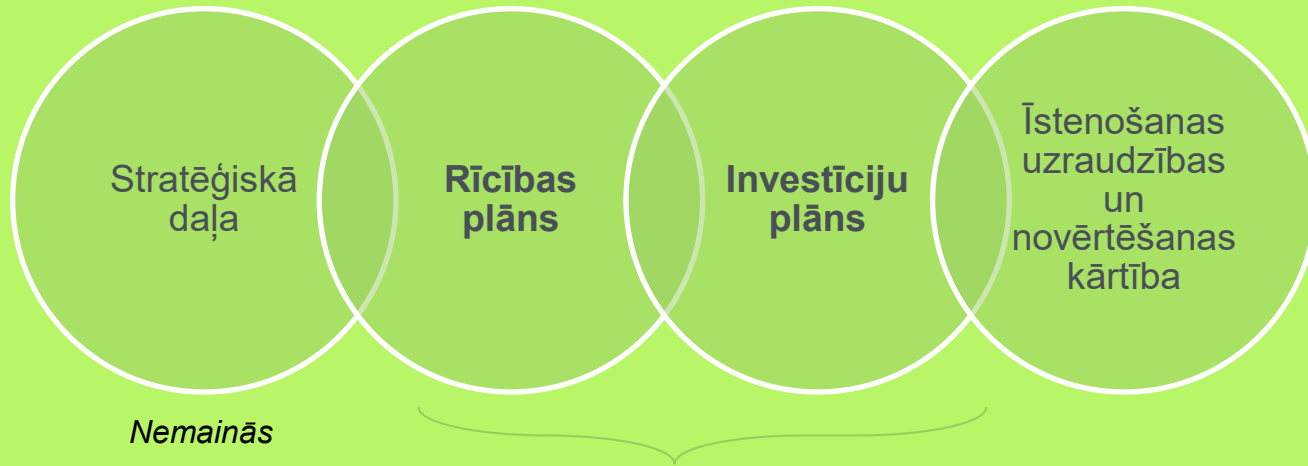 Stratēģiskā
daļa
Rīcības
plāns
Investīciju
plāns
Īstenošanas
uzraudzības
un
novērtēšanas
kārtība
Nemainās